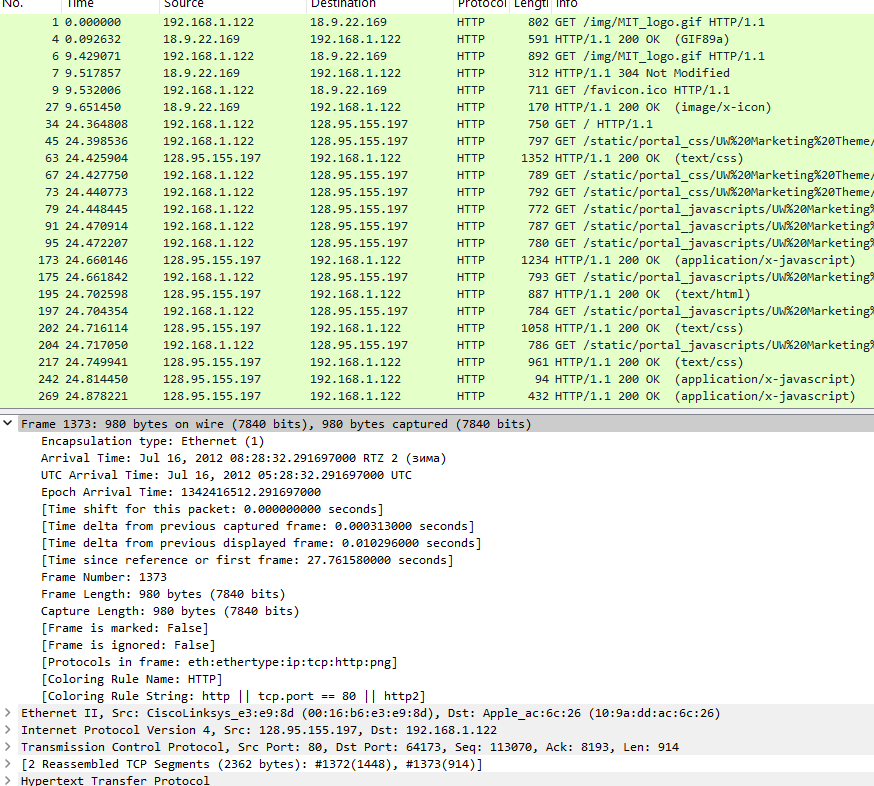 No. Time Source Destination Protocol Lengtl Info
1 0.000000 192.168.1.122 18.9.22.169 HTTP 802 GET /img/MIT_logo.gif HTTP/1.1
4 0.092632 18.9.22.169 192.168.1.122 HTTP 591 HTTP/1.1 200 OK (GIF89a)
6 9.429071 192.168.1.122 18.9.22.169 HTTP 892 GET /img/MIT_logo.gif HTTP/1.1
7 9.517857 18.9.22.169 192.168.1.122 HTTP 312 HTTP/1.1 304 Not Modified
9 9.532006 192.168.1.122 18.9.22.169 HTTP 711 GET /favicon.ico HTTP/1.1
27 9.651450 18.9.22.169 192.168.1.122 HTTP 170 HTTP/1.1 200 OK (image/x-icon)
34 24.364808 192.168.1.122 128.95.155.197 HTTP 750 GET / HTTP/1.1
45 24.398536 192.168.1.122 128.95.155.197 HTTP 797 GET /static/portal_css/UW%20Marketing%20Theme/
63 24.425904 128.95.155.197 192.168.1.122 HTTP 1352 HTTP/1.1 200 OK (text/css)
67 24.427750 192.168.1.122 128.95.155.197 HTTP 789 GET /static/portal_css/UW%20Marketing%20Theme/
73 24.440773 192.168.1.122 128.95.155.197 HTTP 792 GET /static/portal_css/UW%20Marketing%20Theme/
79 24.448445 192.168.1.122 128.95.155.197 HTTP 772 GET /static/portal_javascripts/UW%20Marketing%
91 24.470914 192.168.1.122 128.95.155.197 HTTP 787 GET /static/portal_javascripts/UW%20Marketing%
95 24.472207 192.168.1.122 128.95.155.197 HTTP 780 GET /static/portal_javascripts/UW%20Marketing%
173 24.660146 128.95.155.197 192.168.1.122 HTTP 1234 HTTP/1.1 200 OK (application/x-javascript)
175 24.661842 192.168.1.122 128.95.155.197 HTTP 793 GET /static/portal_javascripts/UW%20Marketing%
195 24.702598 128.95.155.197 192.168.1.122 HTTP 887 HTTP/1.1 200 OK (text/html)
197 24.704354 192.168.1.122 128.95.155.197 HTTP 784 GET /static/portal_javascripts/UW%20Marketing%
202 24.716114 128.95.155.197 192.168.1.122 HTTP 1058 HTTP/1.1 200 OK (text/css)
204 24.717050 192.168.1.122 128.95.155.197 HTTP 786 GET /static/portal_javascripts/UW%20Marketing%
217 24.749941 128.95.155.197 192.168.1.122 HTTP 961 HTTP/1.1 200 OK (text/css)
242 24.814450 128.95.155.197 192.168.1.122 HTTP 94 HTTP/1.1 200 OK (application/x-javascript)
269 24.878221 128.95.155.197 192.168.1.122 HTTP 432 HTTP/1.1 200 OK (application/x-javascript)
Frame 1373: 980 bytes on wire (7840 bits), 980 bytes captured (7840 bits)
Encapsulation type: Ethernet (1)
Arrival Time: Jul 16, 2012 08:28:32.291697000 RTZ 2 (зима)
UTC Arrival Time: Jul 16, 2012 05:28:32.291697000 UTC
Epoch Arrival Time: 1342416512.291697000
[Time shift for this packet: 0.000000000 seconds]
[Time delta from previous captured frame: 0.000313000 seconds]
[Time delta from previous displayed frame: 0.010296000 seconds]
[Time since reference or first frame: 27.761580000 seconds]
Frame Number: 1373
Frame Length: 980 bytes (7840 bits)
Capture Length: 980 bytes (7840 bits)
[Frame is marked: False]
[Frame is ignored: False]
[Protocols in frame: eth:ethertype:ip:tcp:http:png]
[Coloring Rule Name: HTTP]
[Coloring Rule String: http || tcp.port == 80 || http2]
Ethernet II, Src: CiscoLinksys_e3:e9:8d (00:16:b6:e3:e9:8d), Dst: Apple_ac:6c:26 (10:9a:dd:ac:6c:26)
Internet Protocol Version 4, Src: 128.95.155.197, Dst: 192.168.1.122
Transmission Control Protocol, Src Port: 80, Dst Port: 64173, Seq: 113070, Ack: 8193, Len: 914
[2 Reassembled TCP Segments (2362 bytes): #1372(1448), #1373(914)]
Hypertext Transfer Protocol